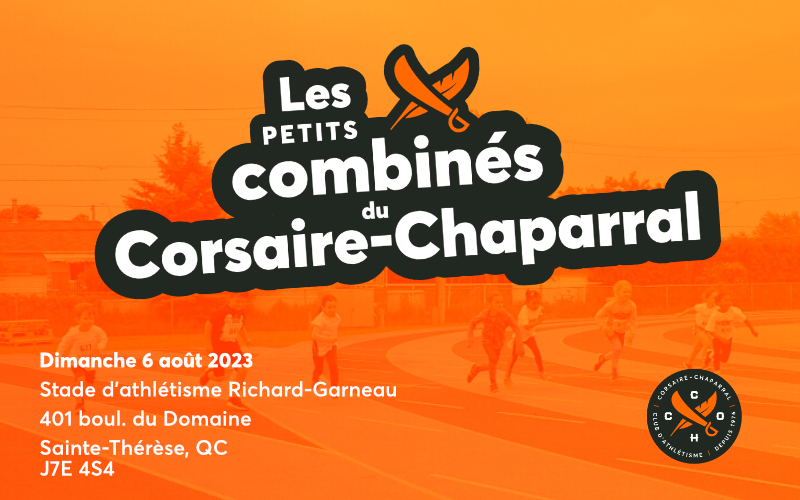 Les
PETITS
combinés
du
Corsaire-Chaparral
Dimanche 6 août 2023
Stade d'athlétisme Richard-Garneau
401 boul. du Domaine
Sainte-Thérèse, QC
J7E 4S4
CORSAIRE-CHAPARRAL
C
C O
H
CLUB D'ATHLÉTISME | DEPUIS 1974